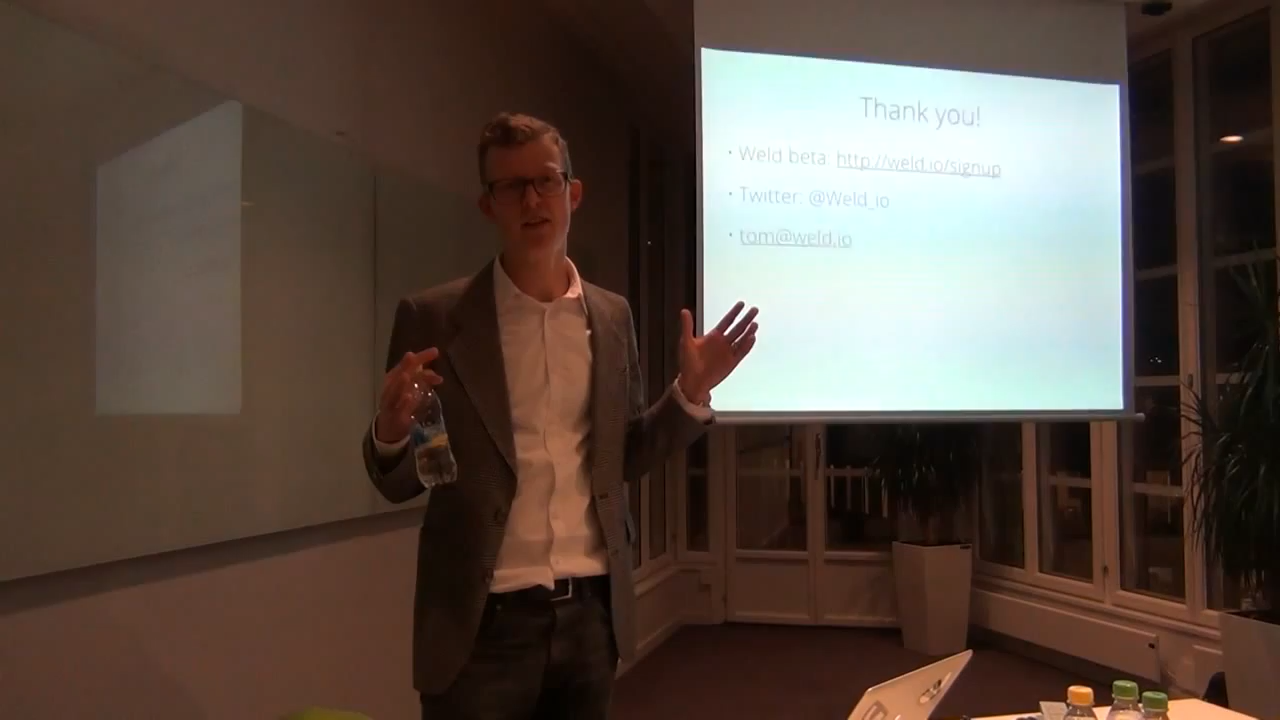 Thank you!
• Weld beta: http://weld.io/signup
• Twitter: @Weld_io
• tom@weld.io